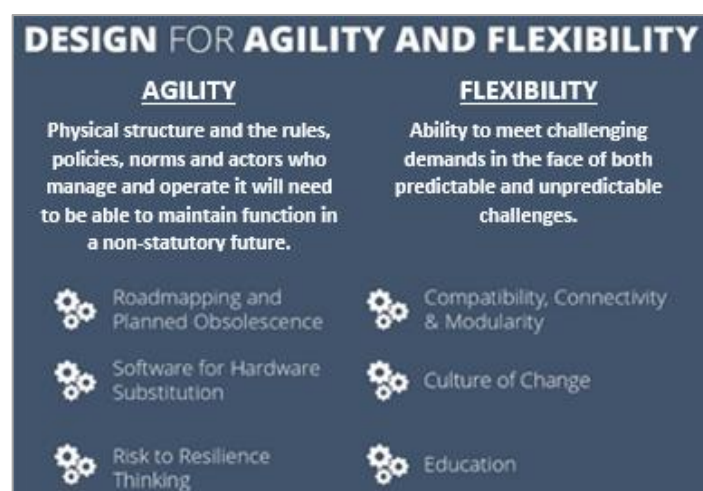 DESIGN FOR AGILITY AND FLEXIBILITY
AGILITY
Physical structure and the rules,
policies, norms and actors who
manage and operate it will need
to be able to maintain function in
a non-statutory future.
FLEXIBILITY
Ability to meet challenging
demands in the face of both
predictable and unpredictable
challenges.
Roadmapping and
Planned Obsolescence
Software for Hardware
Substitution
Risk to Resilience
Thinking
Compatibility, Connectivity
& Modularity
Culture of Change
Education